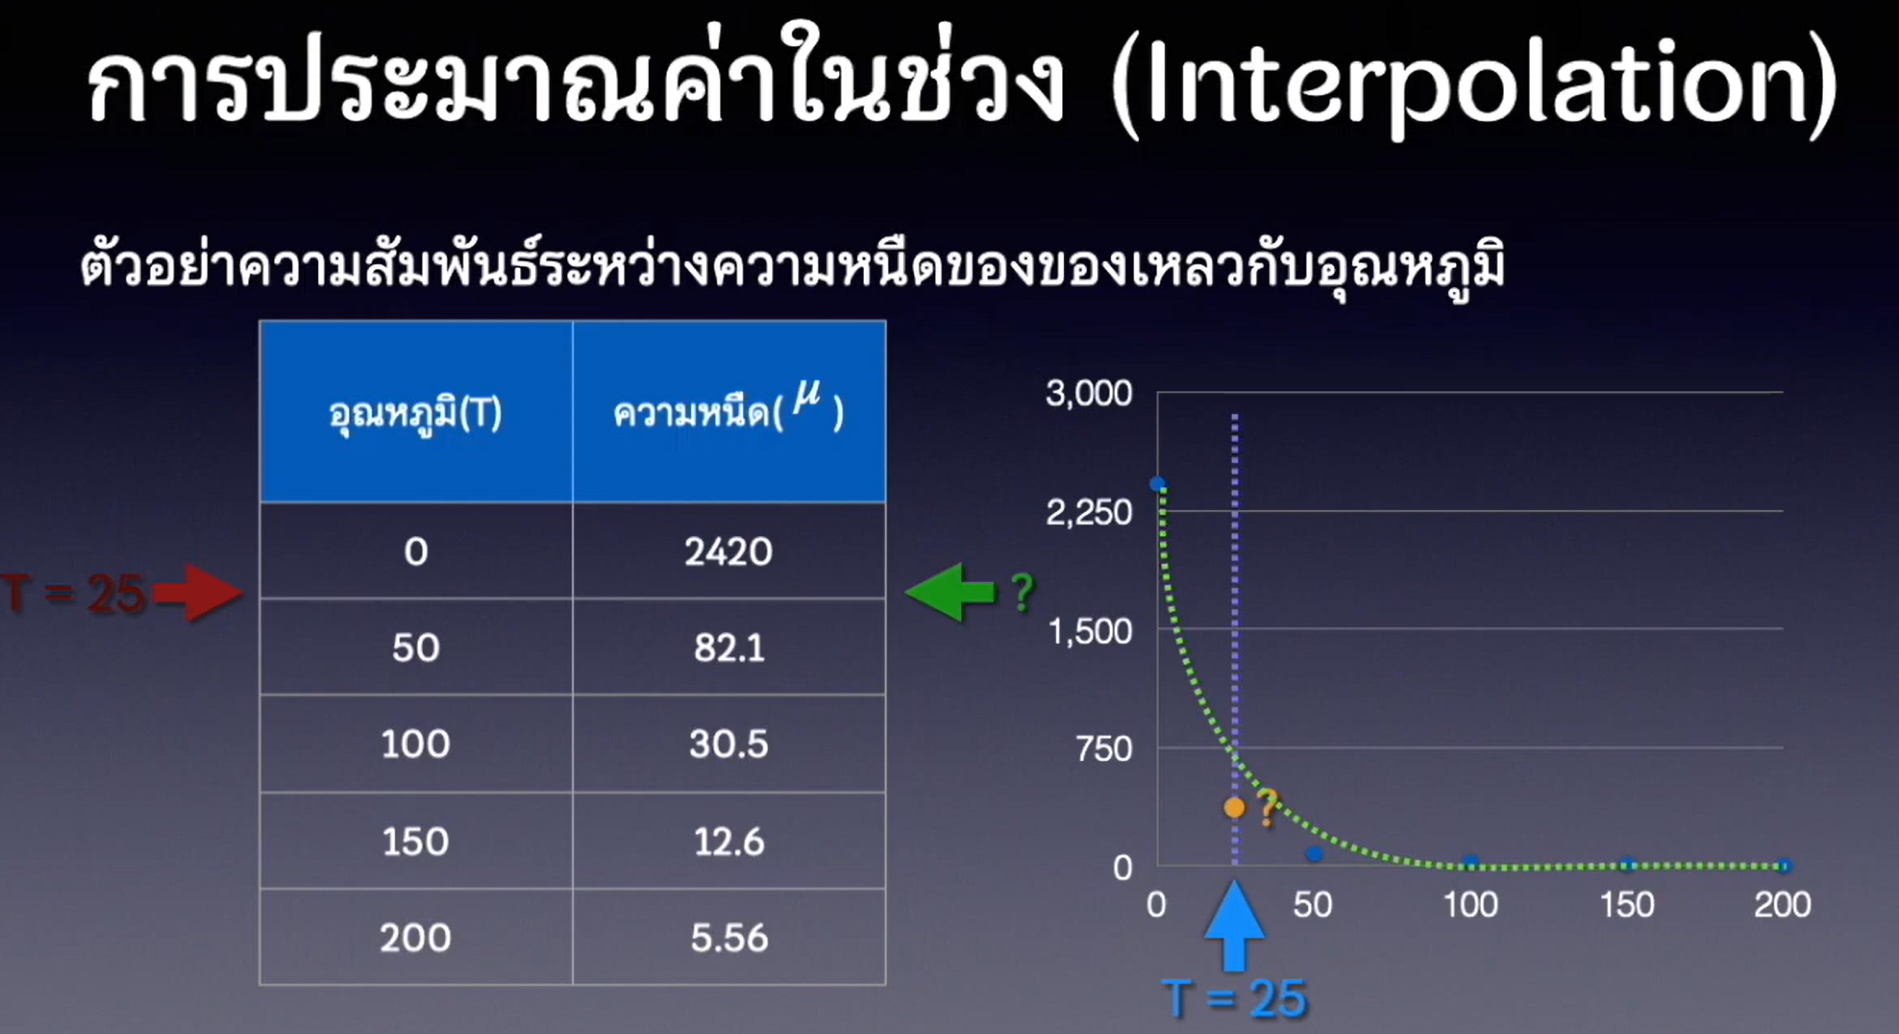 การประมาณค่าในช่วง (Interpolation)
ตัวอย่าความสัมพันธ์ระหว่างความหนืดของของเหลวกับอุณหภูมิ
อุณหภูมิ(T) ความหนืด( μ )
0 2420
50 82.1
100 30.5
150 12.6
200 5.56
T = 25
?
3,000
2,250
1,500
750
0
?
0 50 100 150 200
T = 25